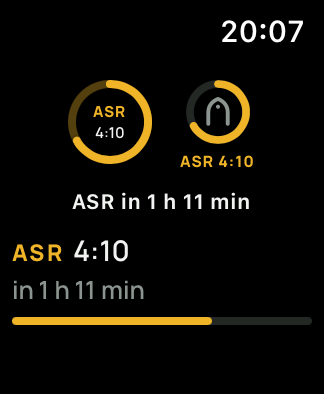 20:07
ASR
4:10
ASR 4:10
ASR in 1 h 11 min
ASR 4:10
in 1 h 11 min